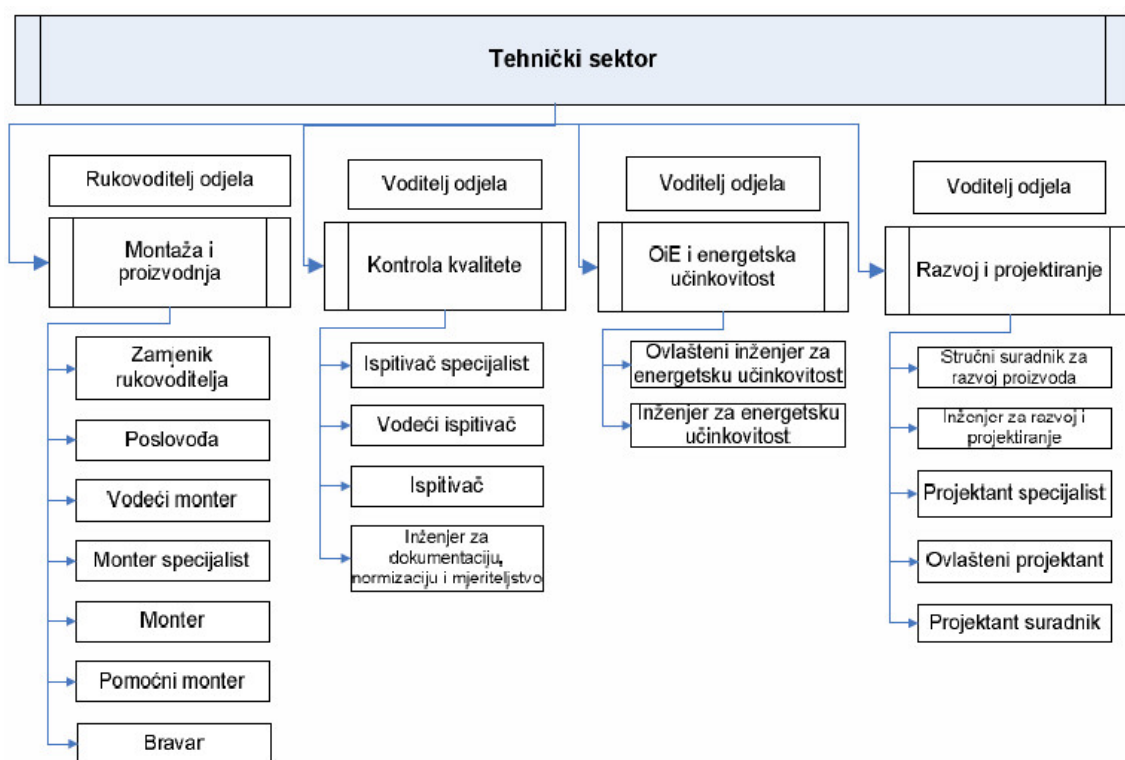 Tehnički sektor
Rukovoditelj odjela
Montaža i
proizvodnja
Zamjenik
rukovoditelja
Poslovođa
Vodeći monter
Monter specijalist
Monter
Pomoćni monter
Bravar
Voditelj odjela
Kontrola kvalitete
Ispitivač specijalist
Vodeći ispitivač
Ispitivač
Inženjer za
dokumentaciju,
normizaciju i mjeriteljstvo
Voditelj odjela
OiE i energetska
učinkovitost
Ovlašteni inženjer za
energetsku učinkovitost
Inženjer za energetsku
učinkovitost
Voditelj odjela
Razvoj i projektiranje
Stručni suradnik za
razvoj proizvoda
Inženjer za razvoj i
projektiranje
Projektant specijalist
Ovlašteni projektant
Projektant suradnik